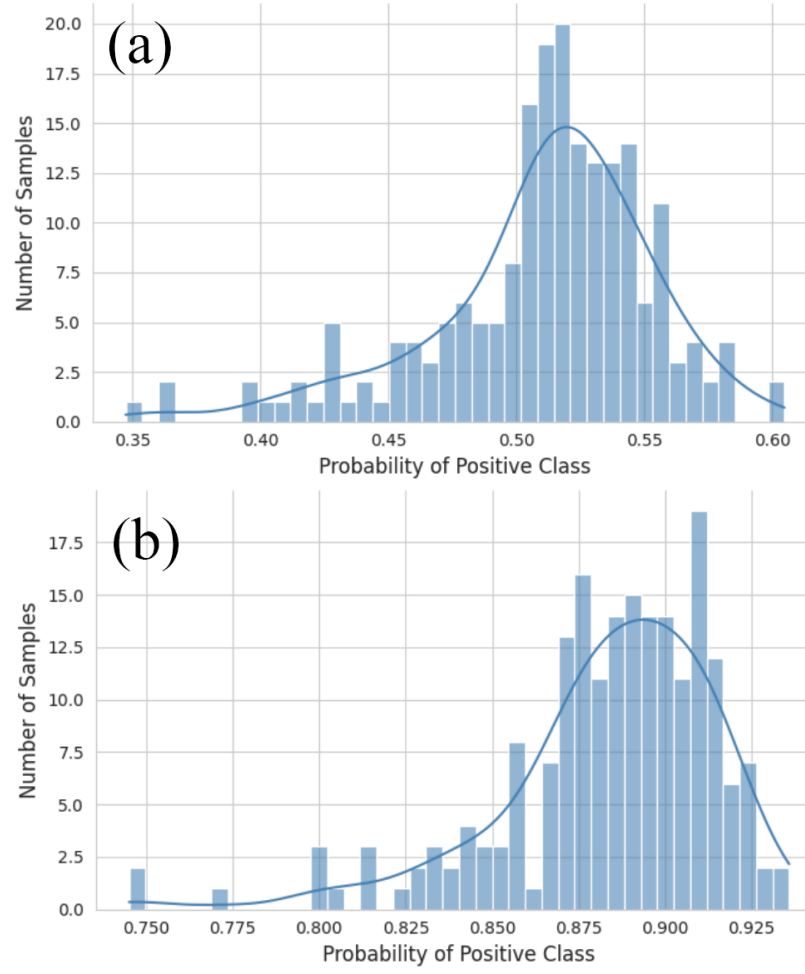 (a)
20.0
17.5
15.0
12.5
10.0
7.5
5.0
2.5
0.0
Number of Samples
0.35 0.40 0.45 0.50 0.55 0.60
Probability of Positive Class
(b)
17.5
15.0
12.5
10.0
7.5
5.0
2.5
0.0
Number of Samples
0.750 0.775 0.800 0.825 0.850 0.875 0.900 0.925
Probability of Positive Class